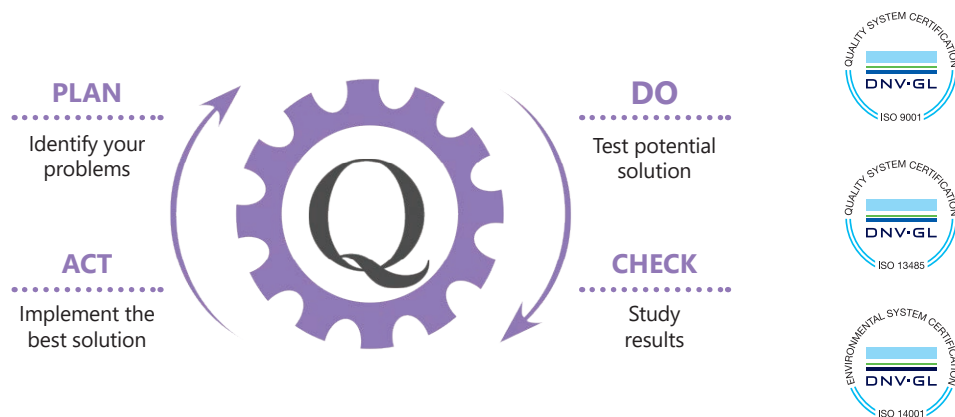 PLAN
Identify your
problems
DO
Test potential
solution
ACT
Implement the
best solution
CHECK
Study
results
Q
QUALITY SYSTEM CERTIFICATION
DNV·GL
ISO 9001
QUALITY SYSTEM CERTIFICATION
DNV·GL
ISO 13485
ENVIRONMENTAL SYSTEM CERTIFICATION
DNV·GL
ISO 14001